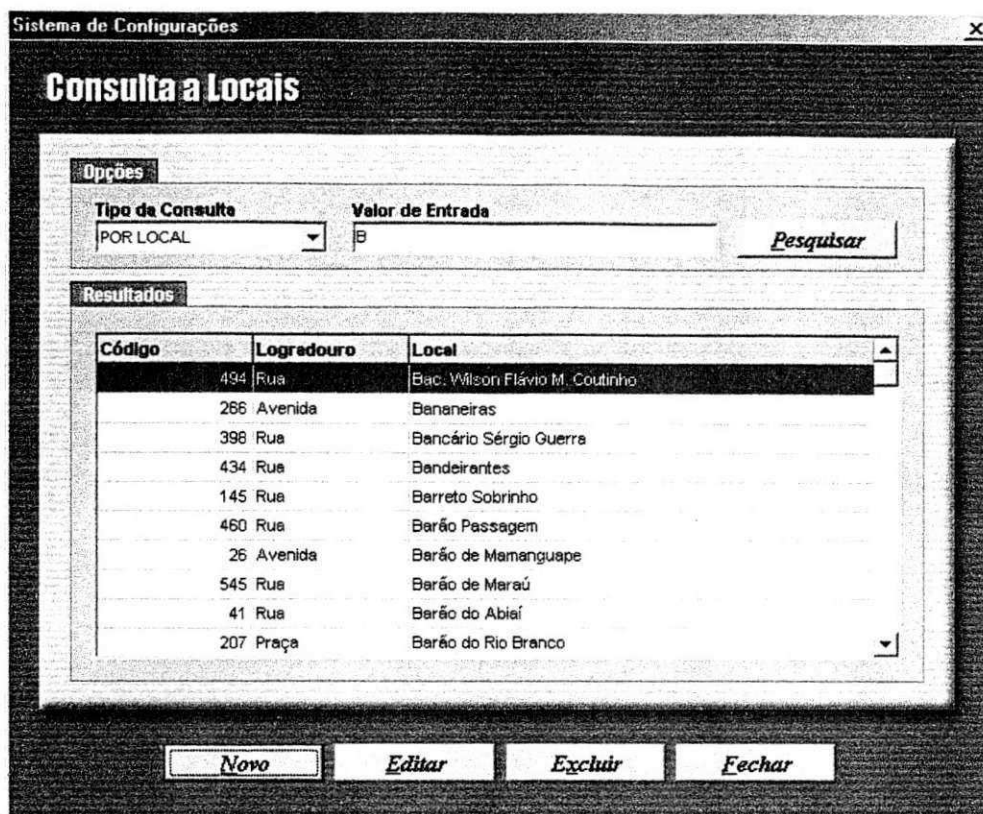 Sistema de Configurações X
Consulta a Locais
Opções
Tipo da Consulta Valor de Entrada
POR LOCAL B Pesquisar
Resultados
Código Logradouro Local
494 Rua Bac. Wilson Flávio M. Coutinho
266 Avenida Bananeiras
398 Rua Bancário Sérgio Guerra
434 Rua Bandeirantes
145 Rua Barreto Sobrinho
460 Rua Barão Passagem
26 Avenida Barão de Mamanguape
545 Rua Barão de Maraú
41 Rua Barão do Abiaí
207 Praça Barão do Rio Branco
Novo Editar Excluir Fechar